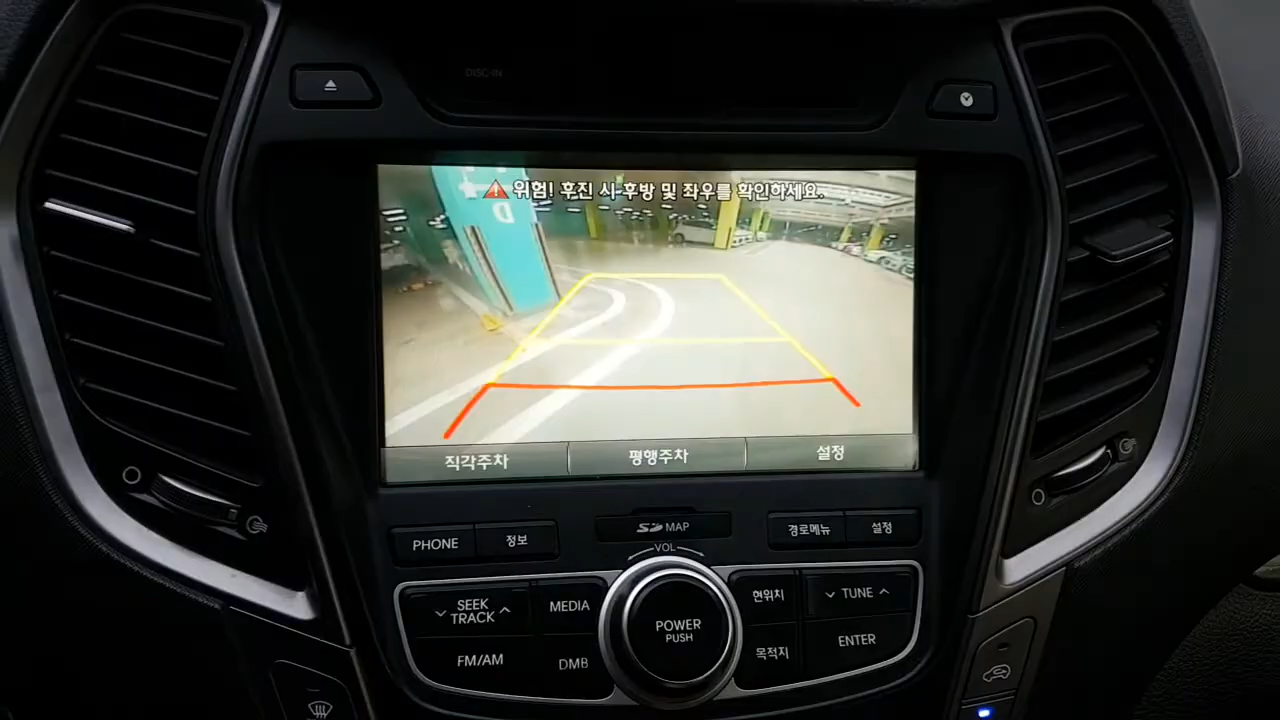 DISC-IN
D
위험! 후진 시 후방 및 좌우를 확인하세요.
직각주차
평행주차
설정
PHONE
정보
SD MAP
경로메뉴
설정
VOL
SEEK
TRACK
MEDIA
POWER
PUSH
현위치
TUNE
FM/AM
DMB
목적지
ENTER